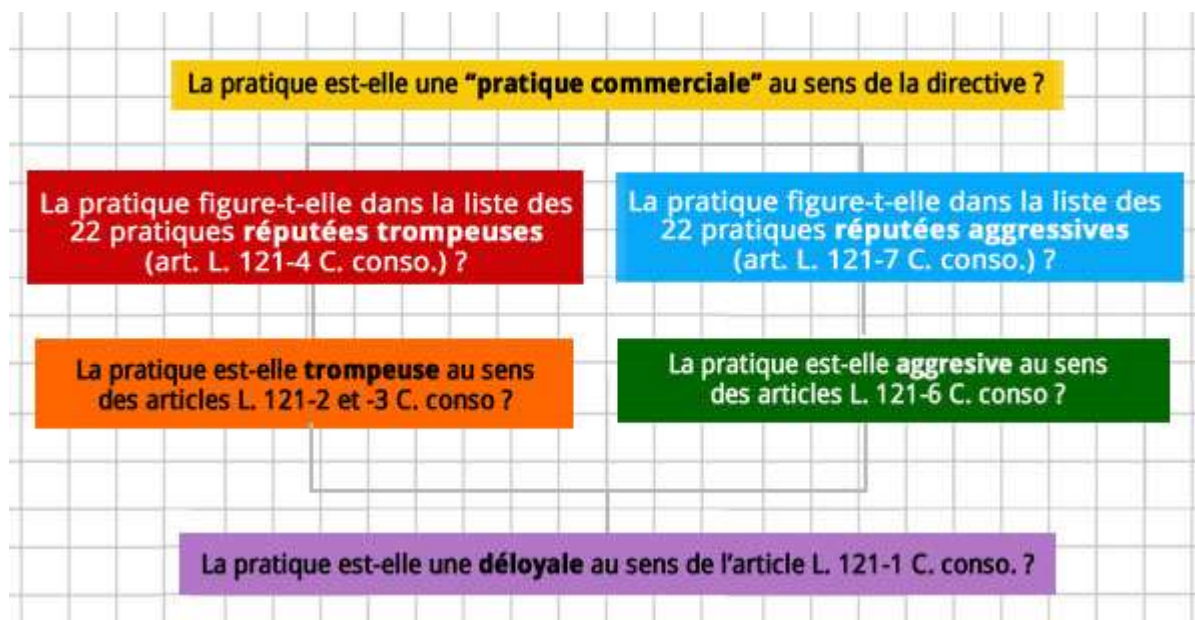 La pratique est-elle une “pratique commerciale” au sens de la directive ?
La pratique figure-t-elle dans la liste des
22 pratiques réputées trompeuses
(art. L. 121-4 C. conso.) ?
La pratique figure-t-elle dans la liste des
22 pratiques réputées aggressives
(art. L. 121-7 C. conso.) ?
La pratique est-elle trompeuse au sens
des articles L. 121-2 et -3 C. conso ?
La pratique est-elle aggresive au sens
des articles L. 121-6 C. conso ?
La pratique est-elle une déloyale au sens de l’article L. 121-1 C. conso. ?